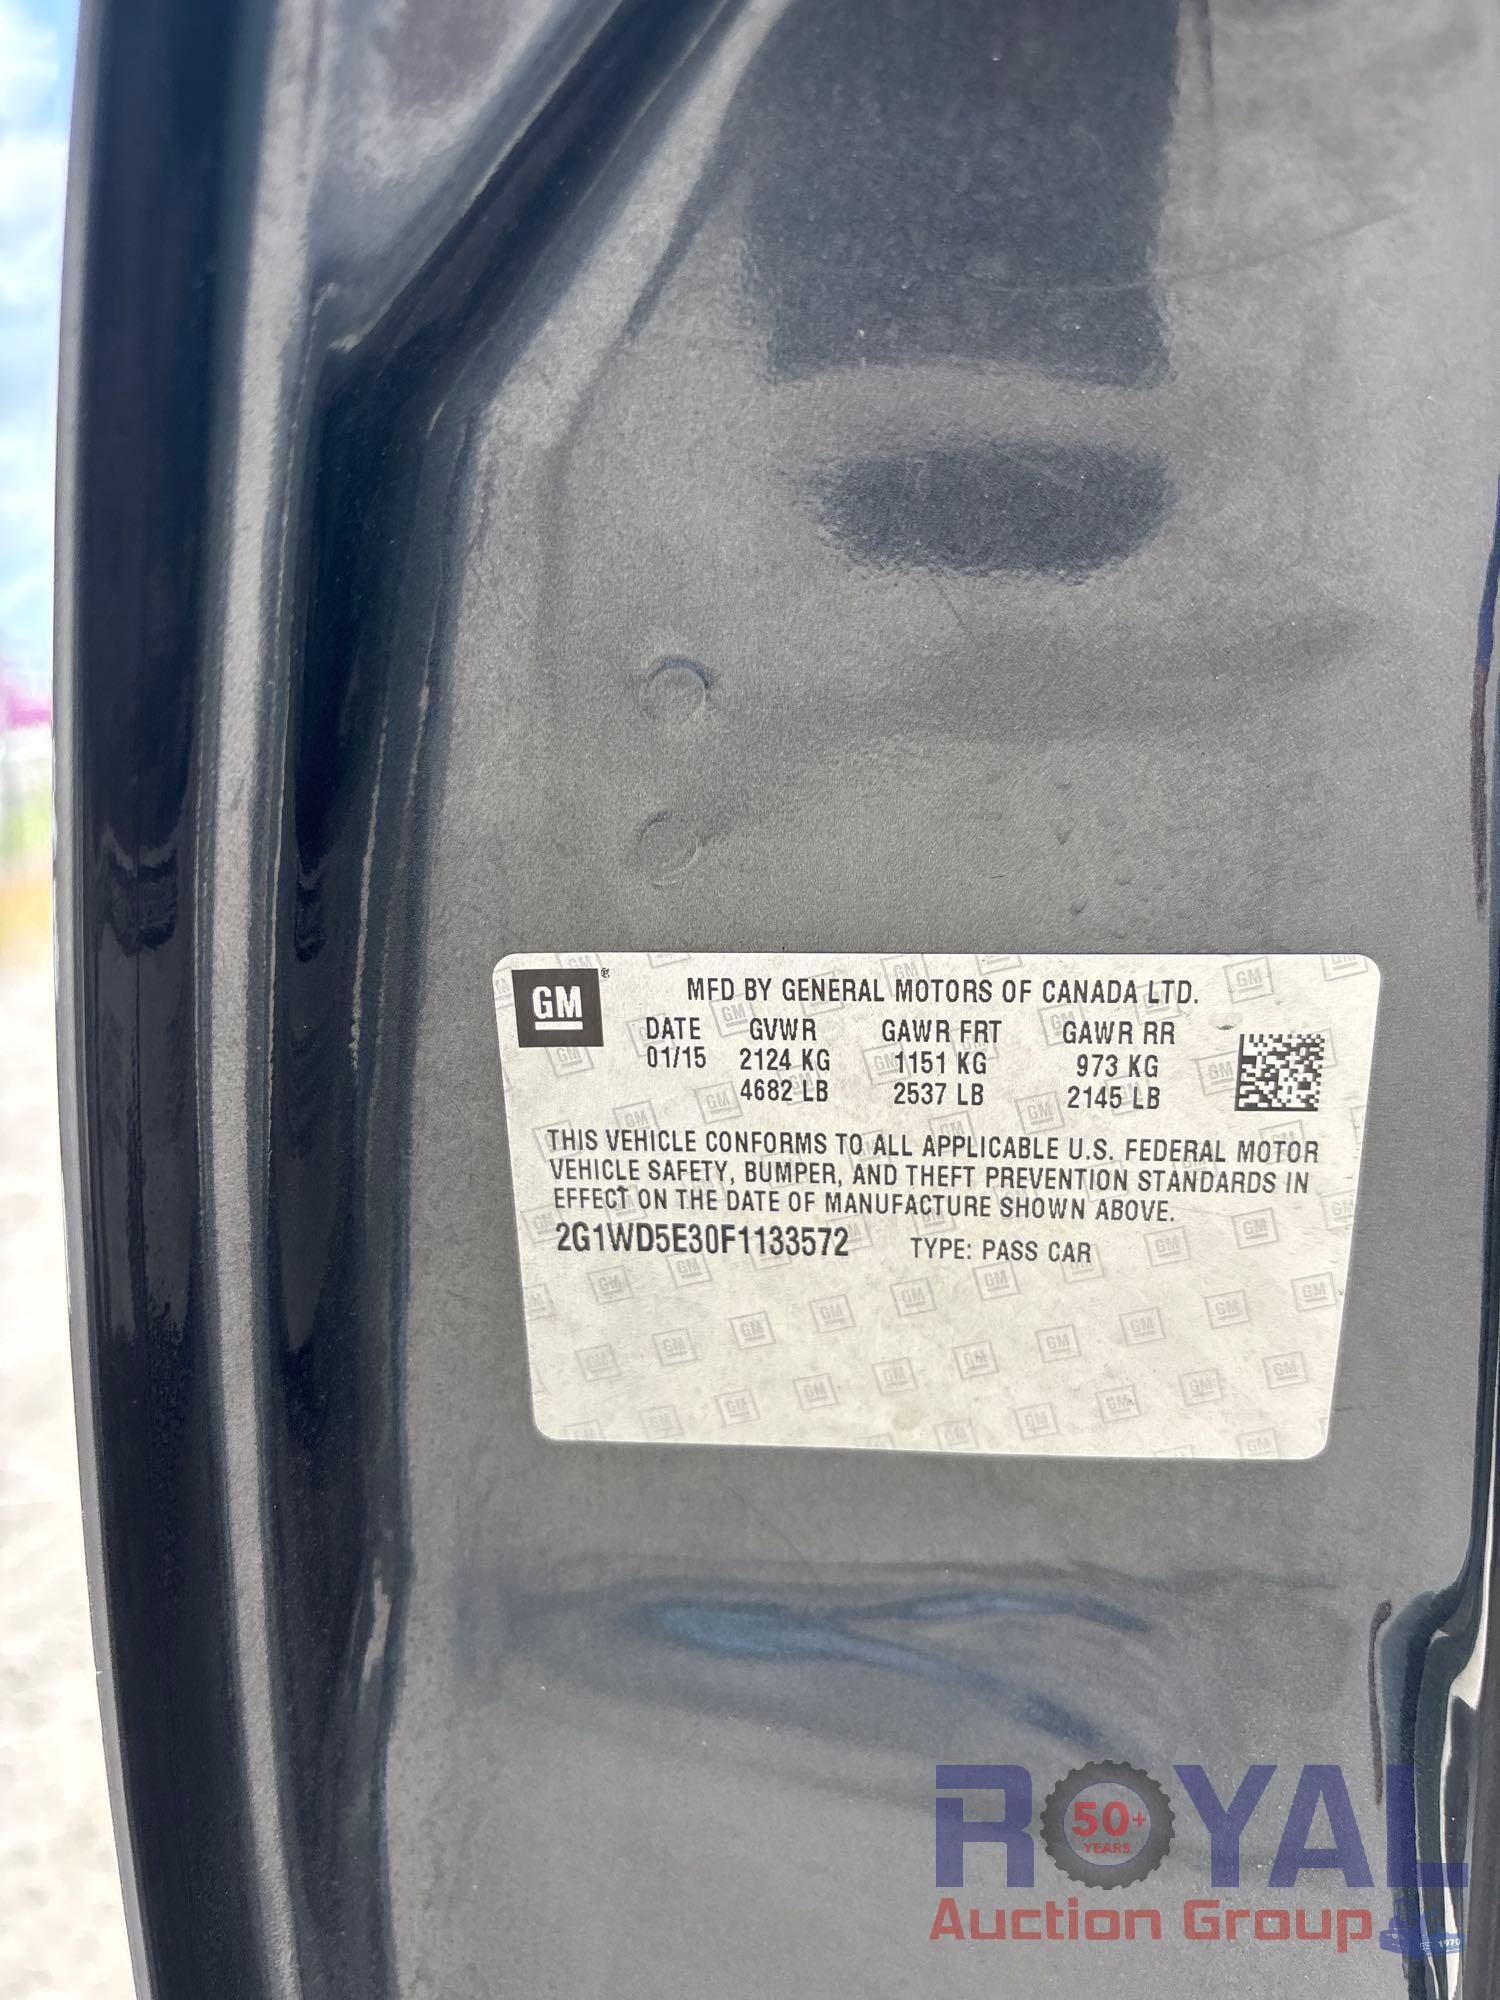 GM®
MFD BY GENERAL MOTORS OF CANADA LTD.
DATE GVWR GAWR FRT GAWR RR
01/15 2124 KG 1151 KG 973 KG
4682 LB 2537 LB 2145 LB
THIS VEHICLE CONFORMS TO ALL APPLICABLE U.S. FEDERAL MOTOR
VEHICLE SAFETY, BUMPER, AND THEFT PREVENTION STANDARDS IN
EFFECT ON THE DATE OF MANUFACTURE SHOWN ABOVE.
2G1WD5E30F1133572 TYPE: PASS CAR
ROYAL
50+
YEARS
Auction Group
EST. 1970